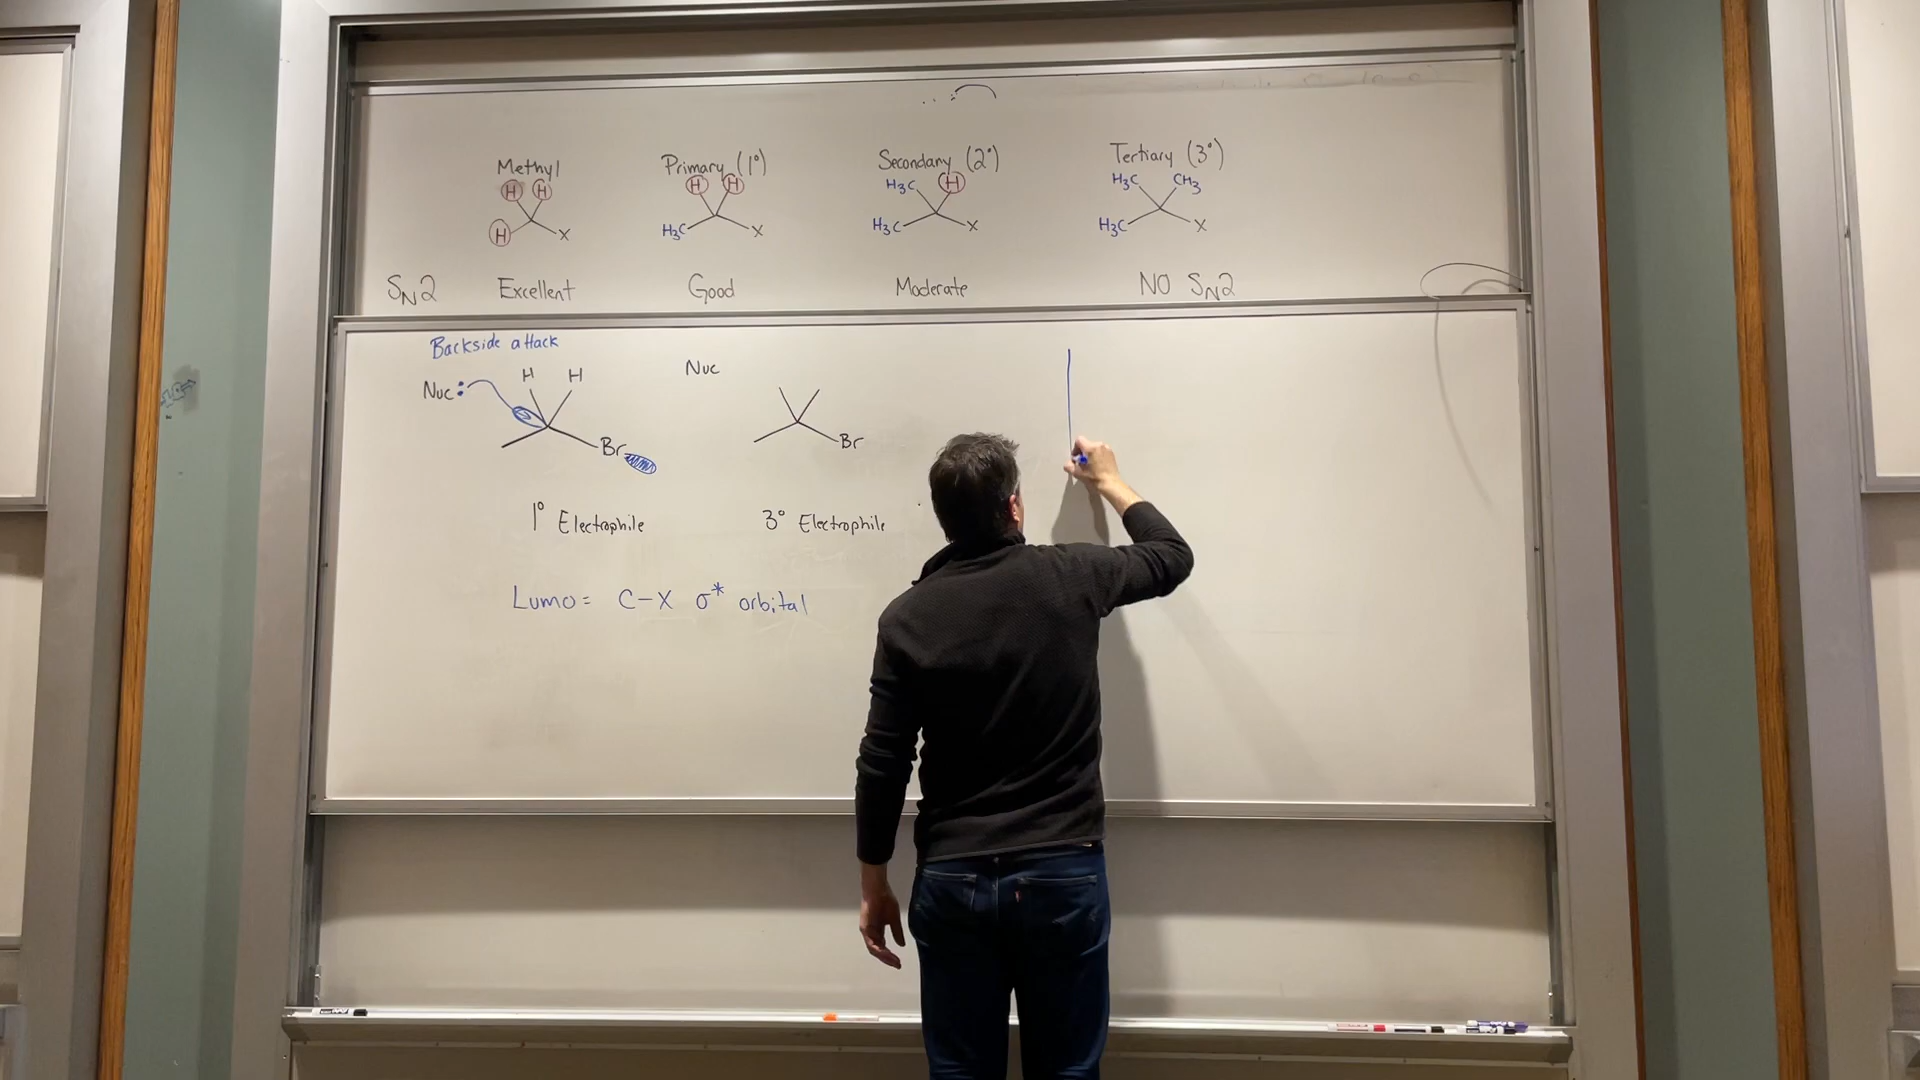 Methyl Primary (1°) Secondary (2°) Tertiary (3°)
H H H H H3C H H3C CH3
H X H3C X H3C X H3C X
SN2 Excellent Good Moderate NO SN2
Backside attack
Nuc: H H Nuc
Br Br
1° Electrophile 3° Electrophile
Lumo = C-X σ* orbital